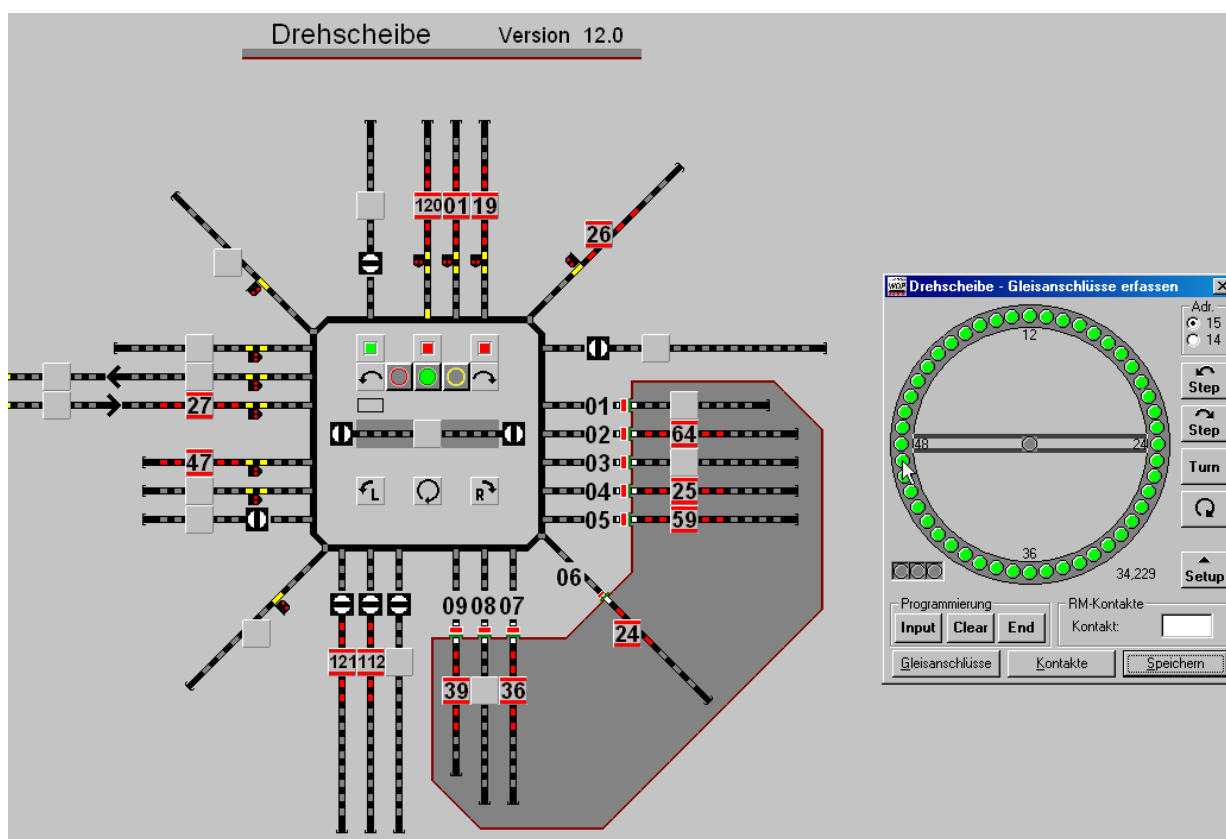 Drehscheibe Version 12.0
120 01 19
26
27
01
02 64
03
47
04 25
05 59
L R
06
09 08 07
24
121 112
39 36
Drehscheibe - Gleisanschlüsse erfassen
Adr.
15
14
12
Step
Step
48 24
Turn
36
34,229
Setup
Programmierung
Input Clear End
RM-Kontakte
Kontakt:
Gleisanschlüsse Kontakte Speichern